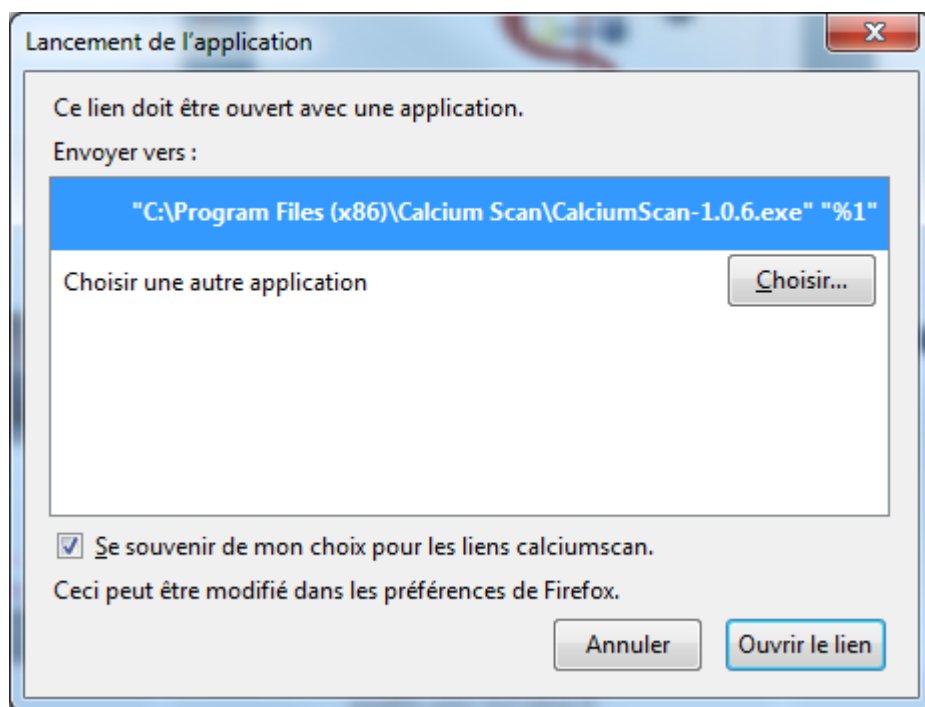 Lancement de l’application
Ce lien doit être ouvert avec une application.
Envoyer vers :
"C:\Program Files (x86)\Calcium Scan\CalciumScan-1.0.6.exe" "%1"
Choisir une autre application
Choisir...
Se souvenir de mon choix pour les liens calciumscan.
Ceci peut être modifié dans les préférences de Firefox.
Annuler
Ouvrir le lien